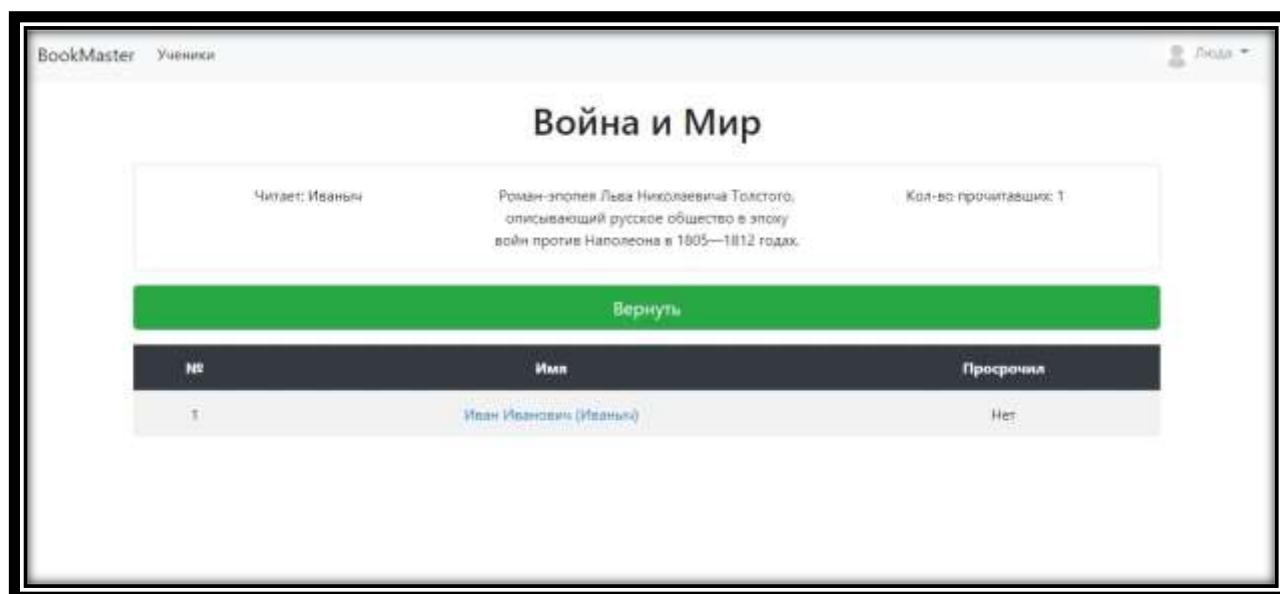 BookMaster Ученики Люда
Война и Мир
Читает: Иваныч
Роман-эпопея Льва Николаевича Толстого,
описывающий русское общество в эпоху
войн против Наполеона в 1805—1812 годах.
Кол-во прочитавших: 1
Вернуть
№ Имя Просрочил
1 Иван Иванович (Иваныч) Нет